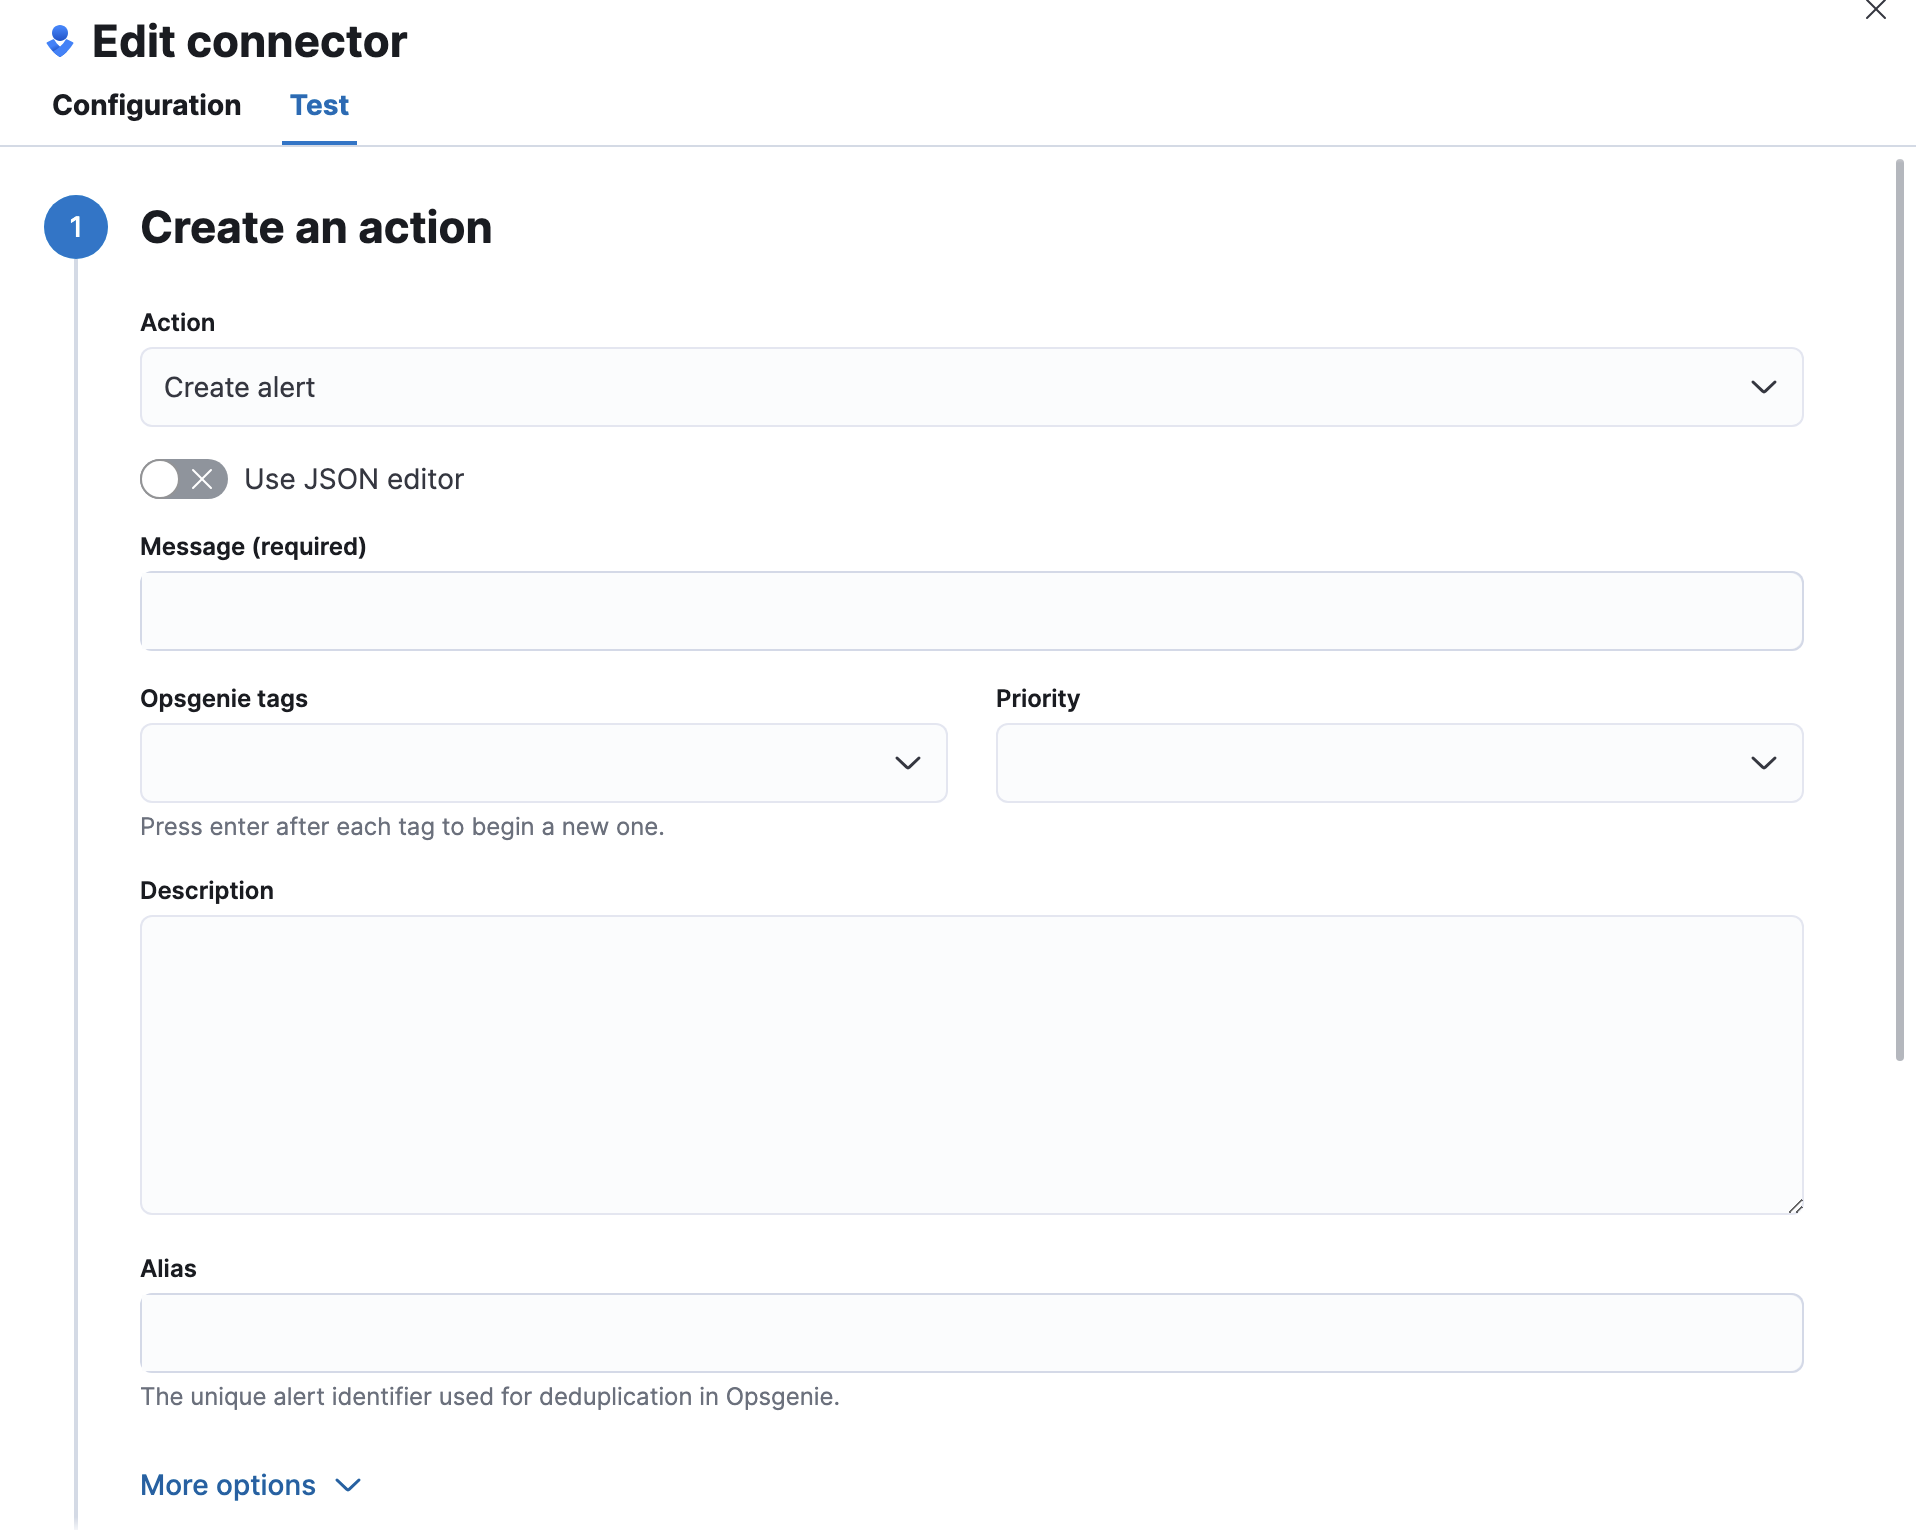 Edit connector
Configuration Test
1 Create an action
Action
Create alert
Use JSON editor
Message (required)
Opsgenie tags Priority
Press enter after each tag to begin a new one.
Description
Alias
The unique alert identifier used for deduplication in Opsgenie.
More options